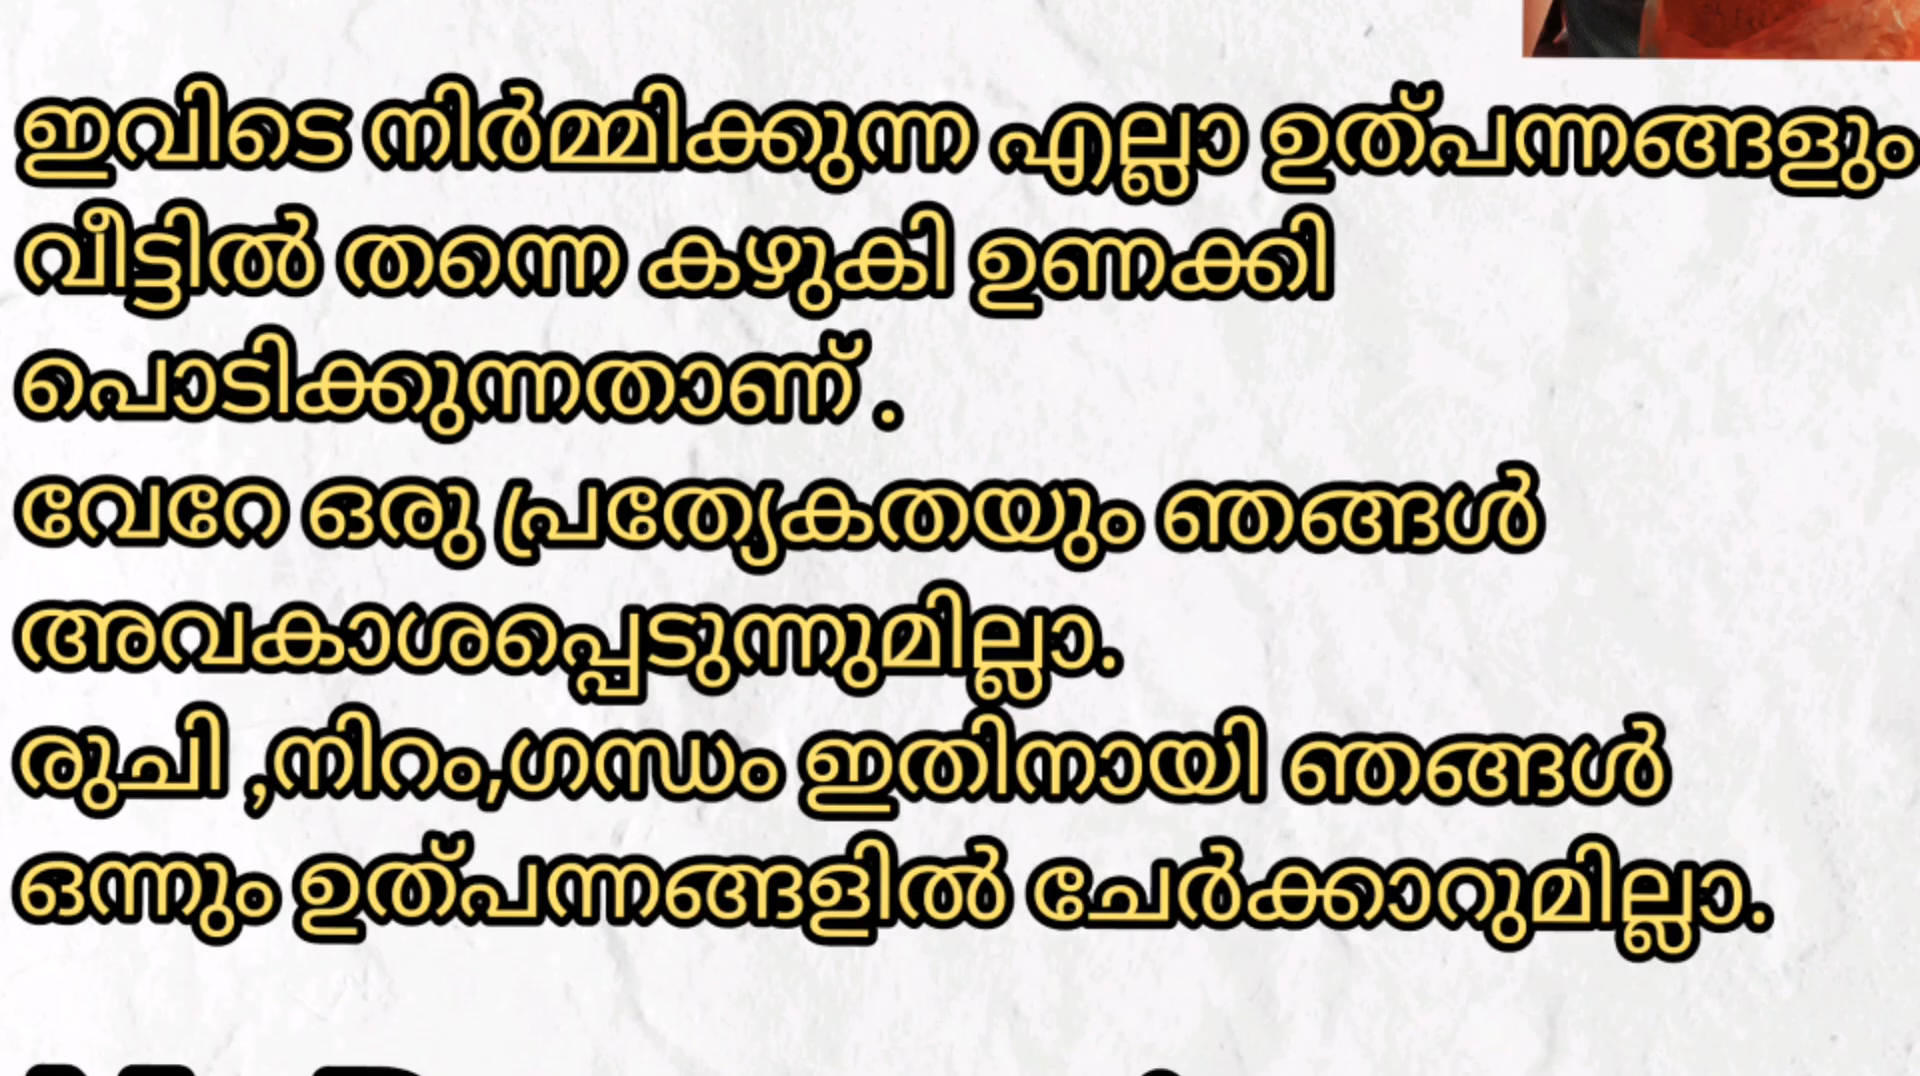 ഇവിടെ നിർമ്മിക്കുന്ന എല്ലാ ഉത്പന്നങ്ങളും
വീട്ടിൽ തന്നെ കഴുകി ഉണക്കി
പൊടിക്കുന്നതാണ് .
വേറേ ഒരു പ്രത്യേകതയും ഞങ്ങൾ
അവകാശപ്പെടുന്നുമില്ലാ.
രുചി ,നിറം,ഗന്ധം ഇതിനായി ഞങ്ങൾ
ഒന്നും ഉത്പന്നങ്ങളിൽ ചേർക്കാറുമില്ലാ.